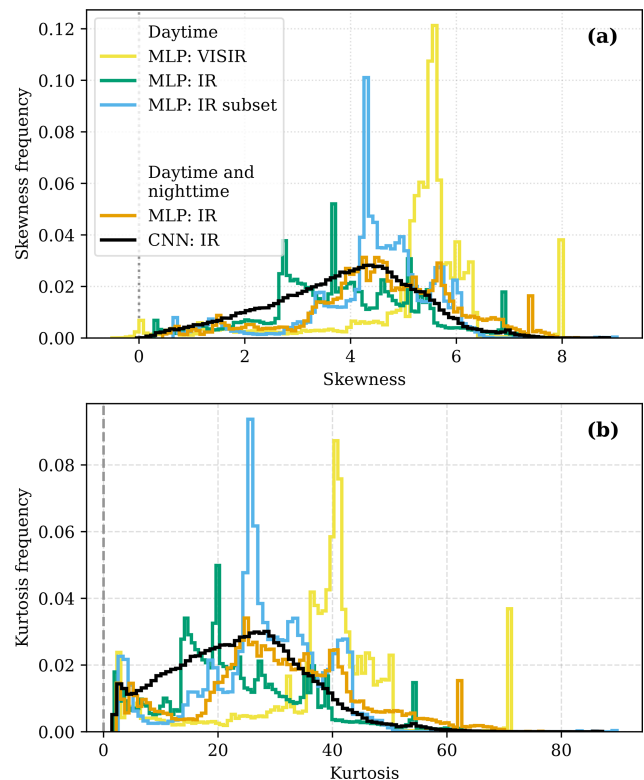 (a)
Skewness frequency
0.12
0.10
0.08
0.06
0.04
0.02
0.00
Daytime
MLP: VISIR
MLP: IR
MLP: IR subset
Daytime and
nighttime
MLP: IR
CNN: IR
0 2 4 6 8
Skewness
(b)
Kurtosis frequency
0.08
0.06
0.04
0.02
0.00
0 20 40 60 80
Kurtosis